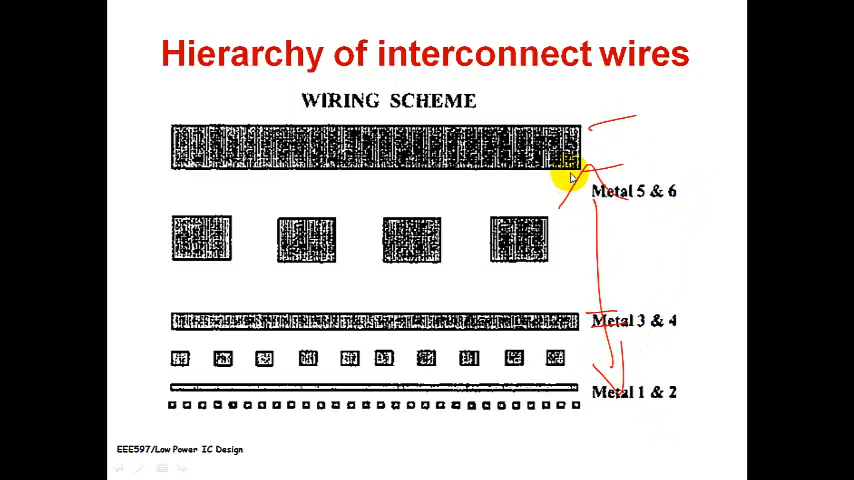 Hierarchy of interconnect wires
WIRING SCHEME
Metal 5 & 6
Metal 3 & 4
Metal 1 & 2
EEE597/Low Power IC Design